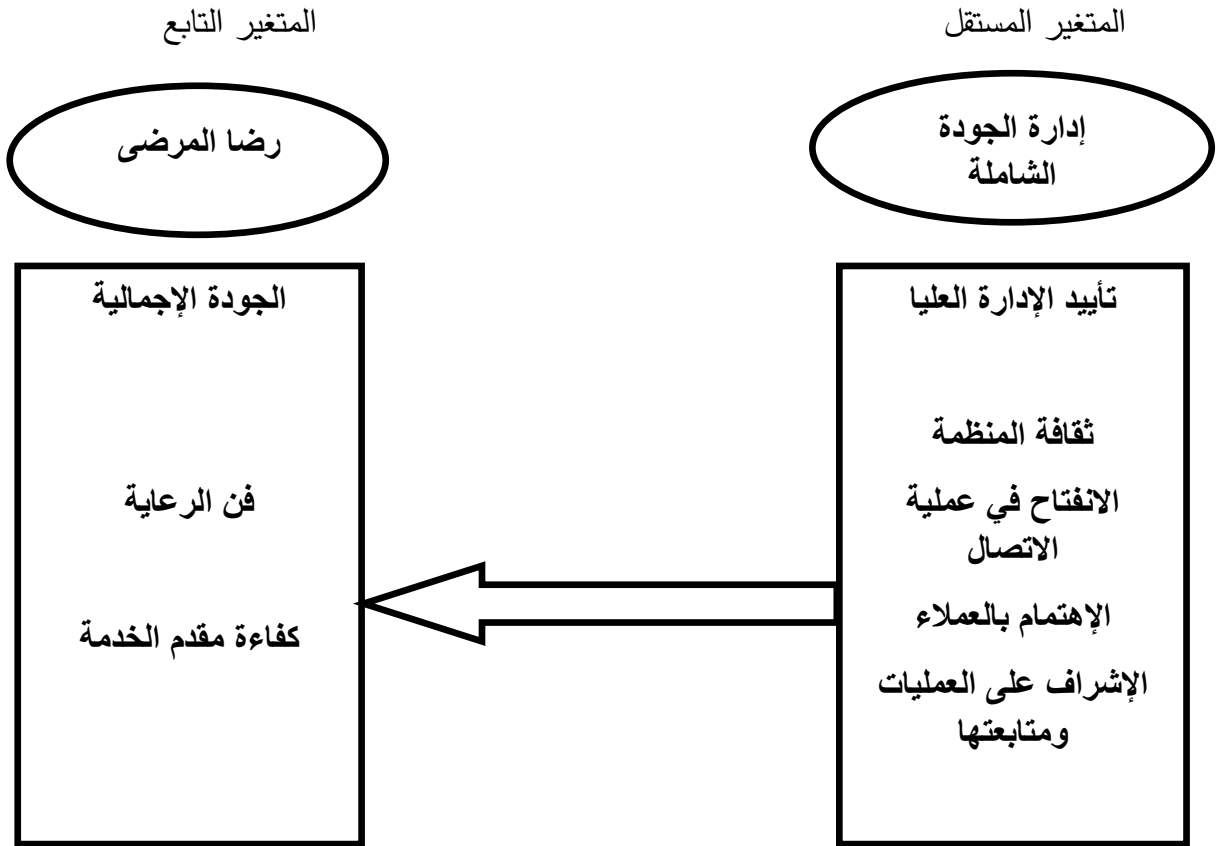 المتغير المستقل
المتغير التابع
إدارة الجودة
الشاملة
رضا المرضى
تأييد الإدارة العليا
ثقافة المنظمة
الانفتاح في عملية
الاتصال
الإهتمام بالعملاء
الإشراف على العمليات
ومتابعتها
الجودة الإجمالية
فن الرعاية
كفاءة مقدم الخدمة